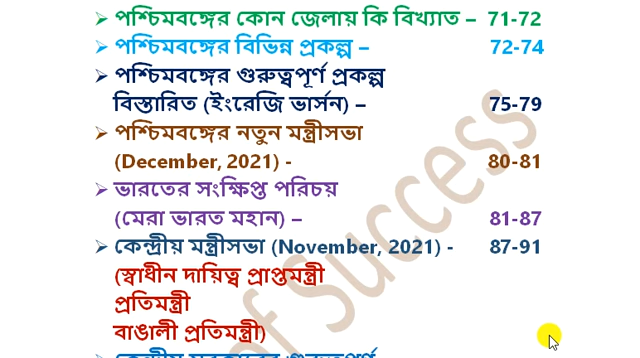 ➢ পশ্চিমবঙ্গের কোন জেলায় কি বিখ্যাত – 71-72
➢ পশ্চিমবঙ্গের বিভিন্ন প্রকল্প – 72-74
➢ পশ্চিমবঙ্গের গুরুত্বপূর্ণ প্রকল্প
বিস্তারিত (ইংরেজি ভার্সন) – 75-79
➢ পশ্চিমবঙ্গের নতুন মন্ত্রীসভা
(December, 2021) - 80-81
➢ ভারতের সংক্ষিপ্ত পরিচয়
(মেরা ভারত মহান) – 81-87
➢ কেন্দ্রীয় মন্ত্রীসভা (November, 2021) - 87-91
(স্বাধীন দায়িত্ব প্রাপ্তমন্ত্রী
প্রতিমন্ত্রী
বাঙালী প্রতিমন্ত্রী)
of Success